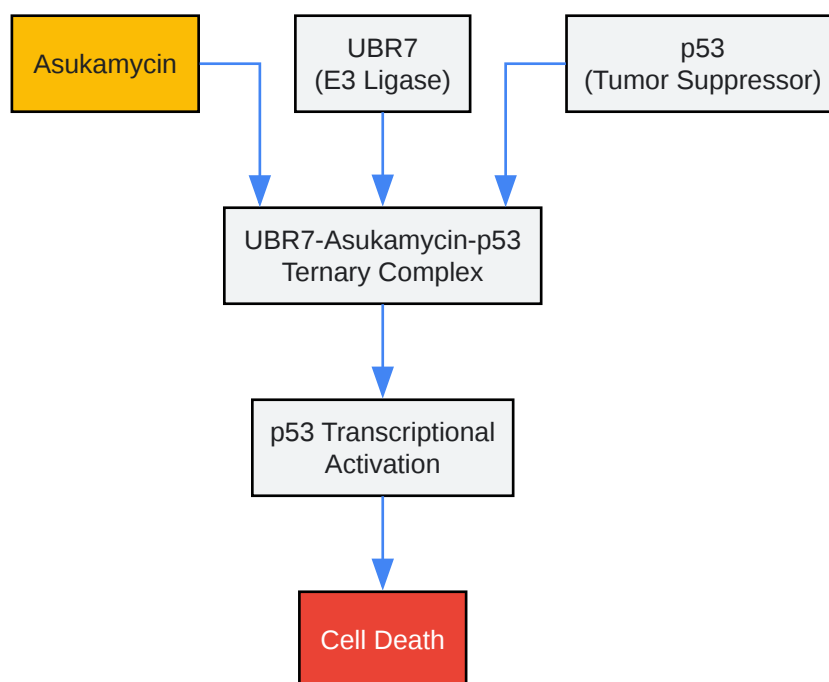 Asukamycin
UBR7
(E3 Ligase)
p53
(Tumor Suppressor)
UBR7-Asukamycin-p53
Ternary Complex
p53 Transcriptional
Activation
Cell Death